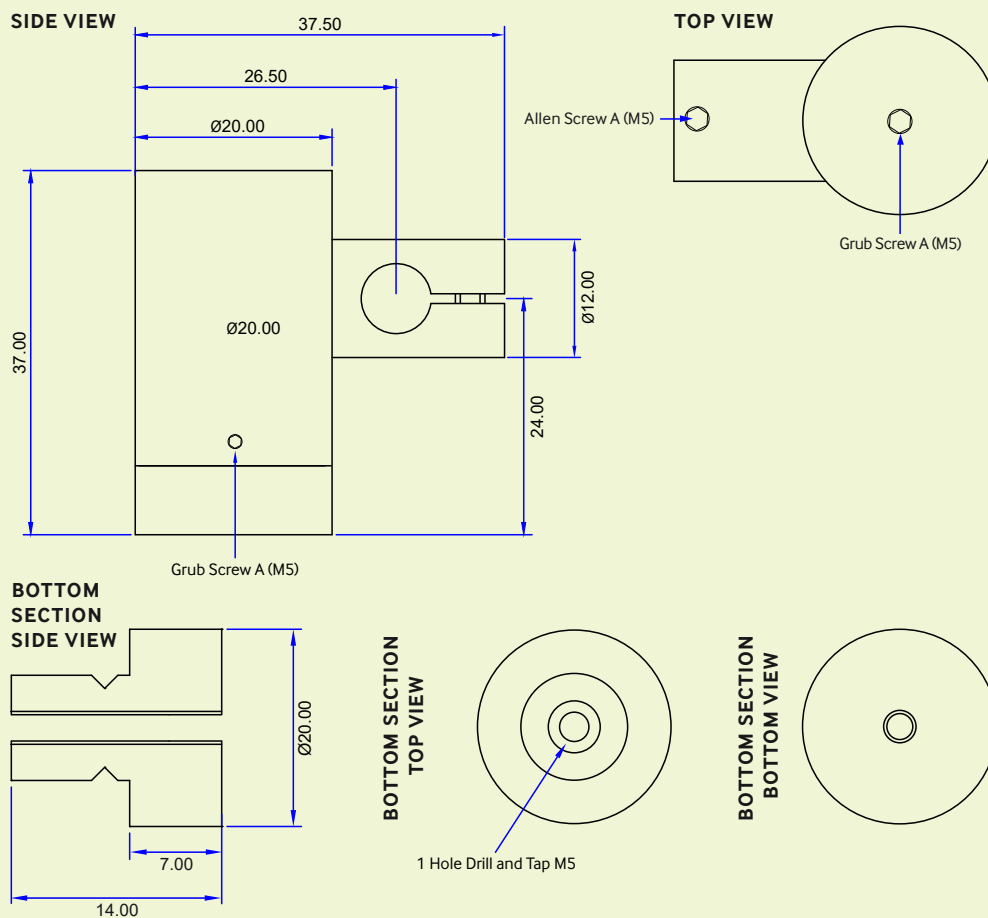 SIDE VIEW
37.50
TOP VIEW
26.50
Allen Screw A (M5)
Ø20.00
Grub Screw A (M5)
Ø12.00
Ø20.00
37.00
24.00
Grub Screw A (M5)
BOTTOM
SECTION
SIDE VIEW
Ø20.00
7.00
14.00
BOTTOM SECTION
TOP VIEW
1 Hole Drill and Tap M5
BOTTOM SECTION
BOTTOM VIEW